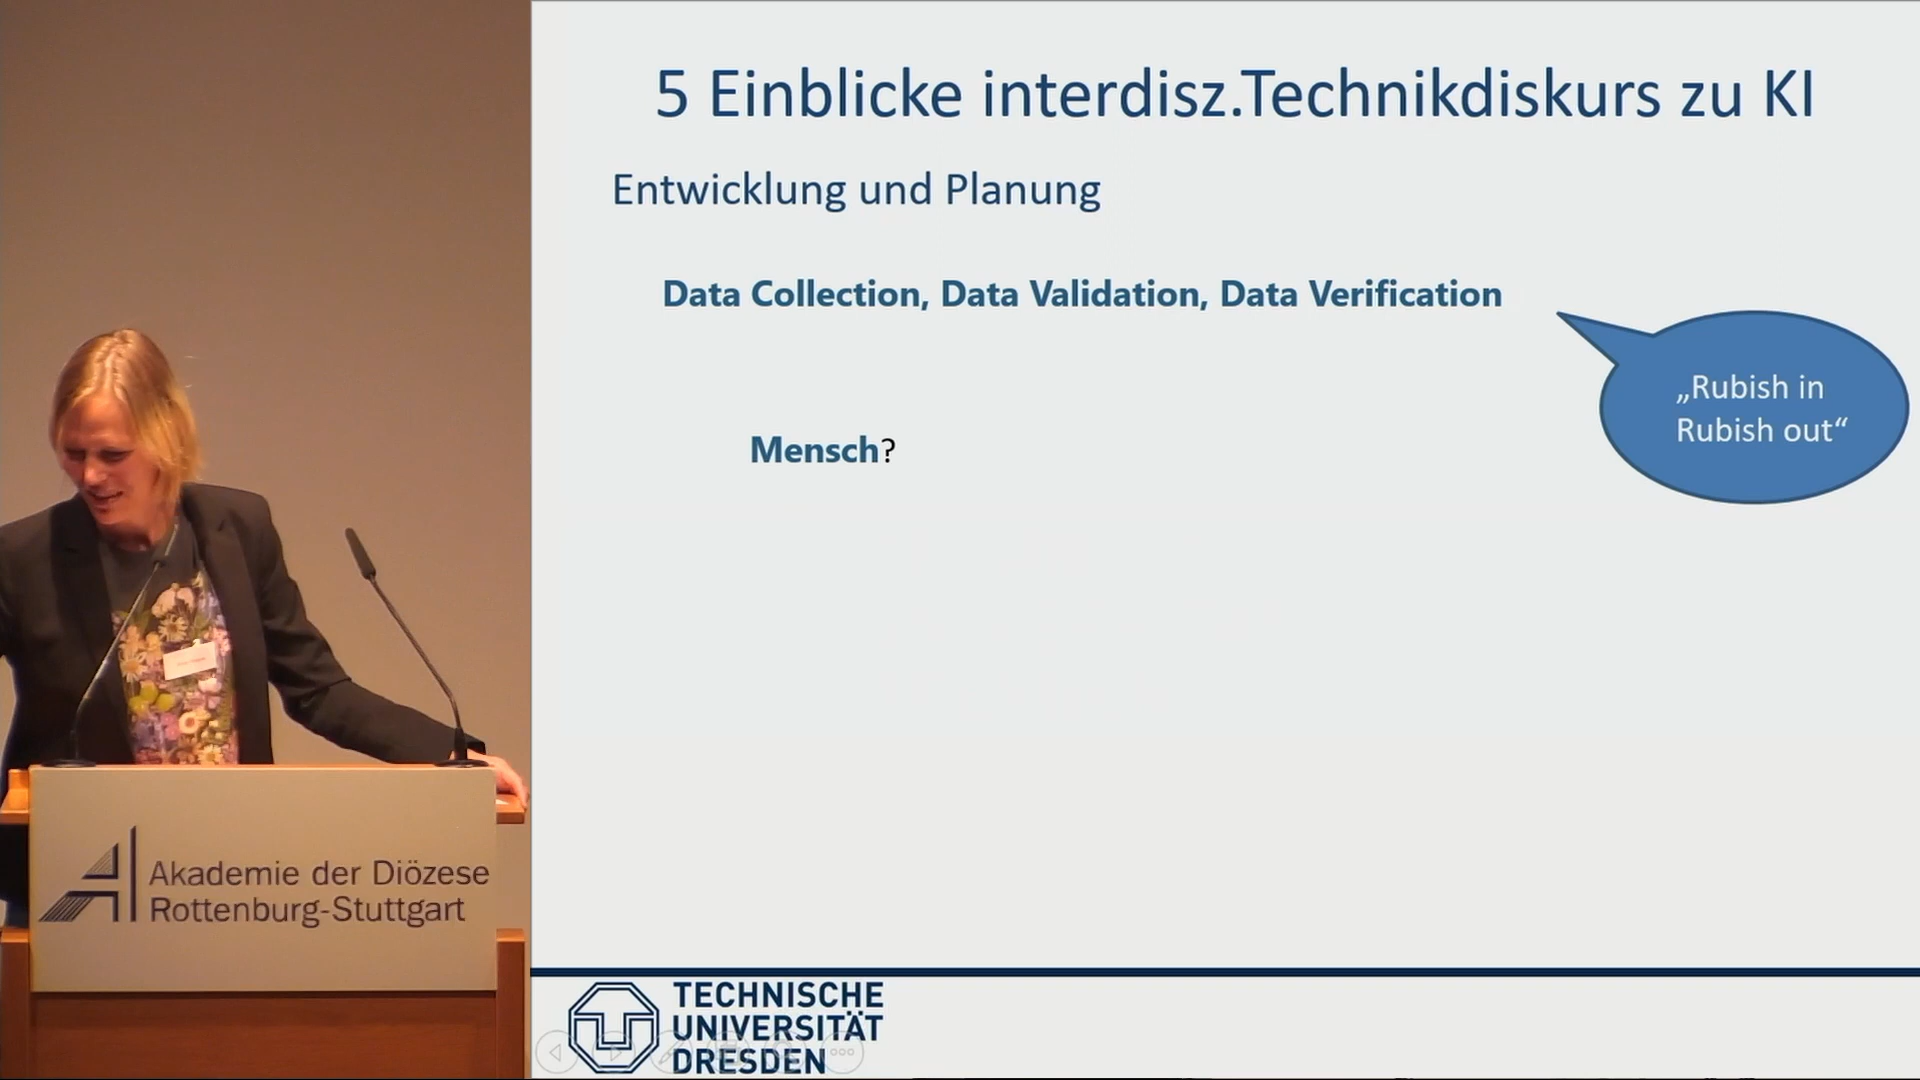 5 Einblicke interdisz.Technikdiskurs zu KI
Entwicklung und Planung
Data Collection, Data Validation, Data Verification
„Rubish in
Rubish out“
Mensch?
Akademie der Diözese
Rottenburg-Stuttgart
TECHNISCHE
UNIVERSITÄT
DRESDEN